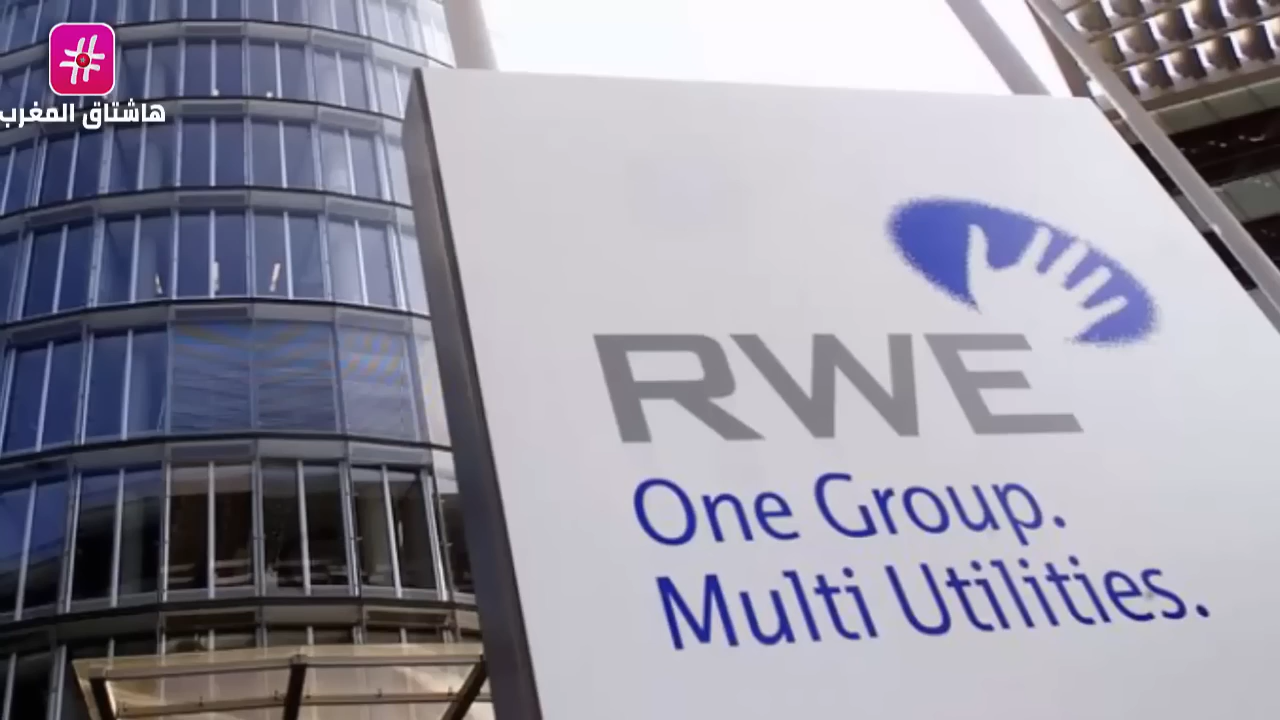 #
هاشتاق المغرب
RWE
One Group.
Multi Utilities.